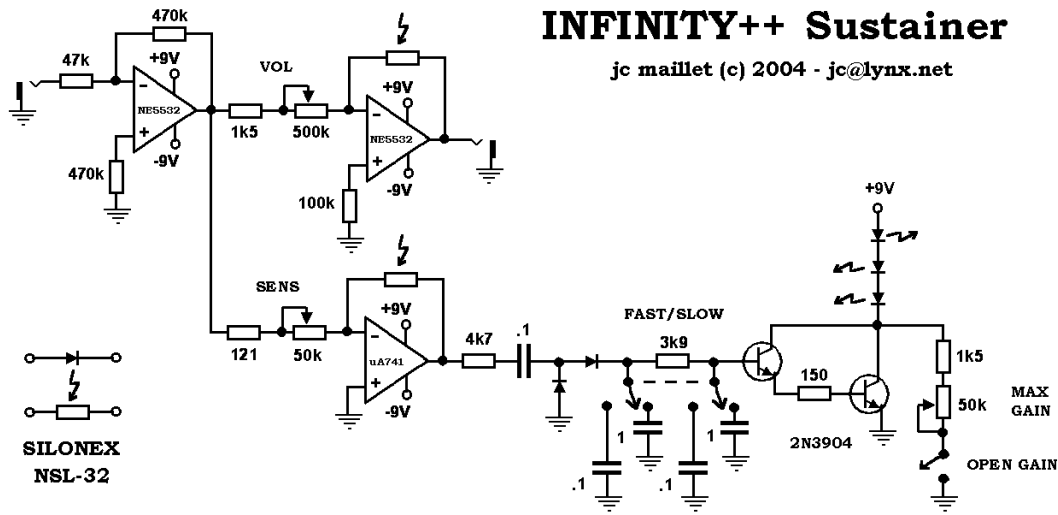 INFINITY++ Sustainer
jc maillet (c) 2004 - jc@lynx.net
470k
47k
+9V
NE5532
-9V
470k
VOL
1k5
500k
+9V
NE5532
-9V
100k
+9V
SENS
121
50k
+9V
uA741
-9V
4k7
.1
FAST/SLOW
3k9
1
.1
1
.1
150
2N3904
1k5
50k
MAX
GAIN
OPEN GAIN
SILONEX
NSL-32